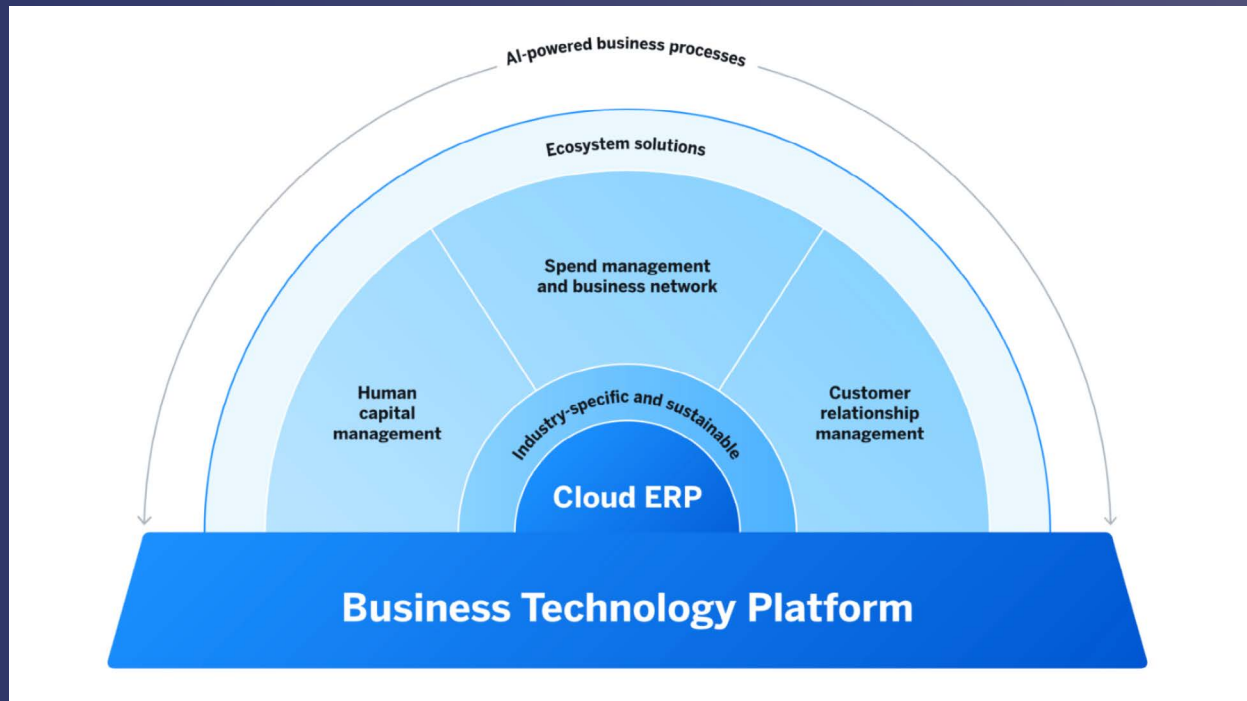 AI-powered business processes
Ecosystem solutions
Spend management
and business network
Human
capital
management
Customer
relationship
management
Industry-specific and sustainable
Cloud ERP
Business Technology Platform